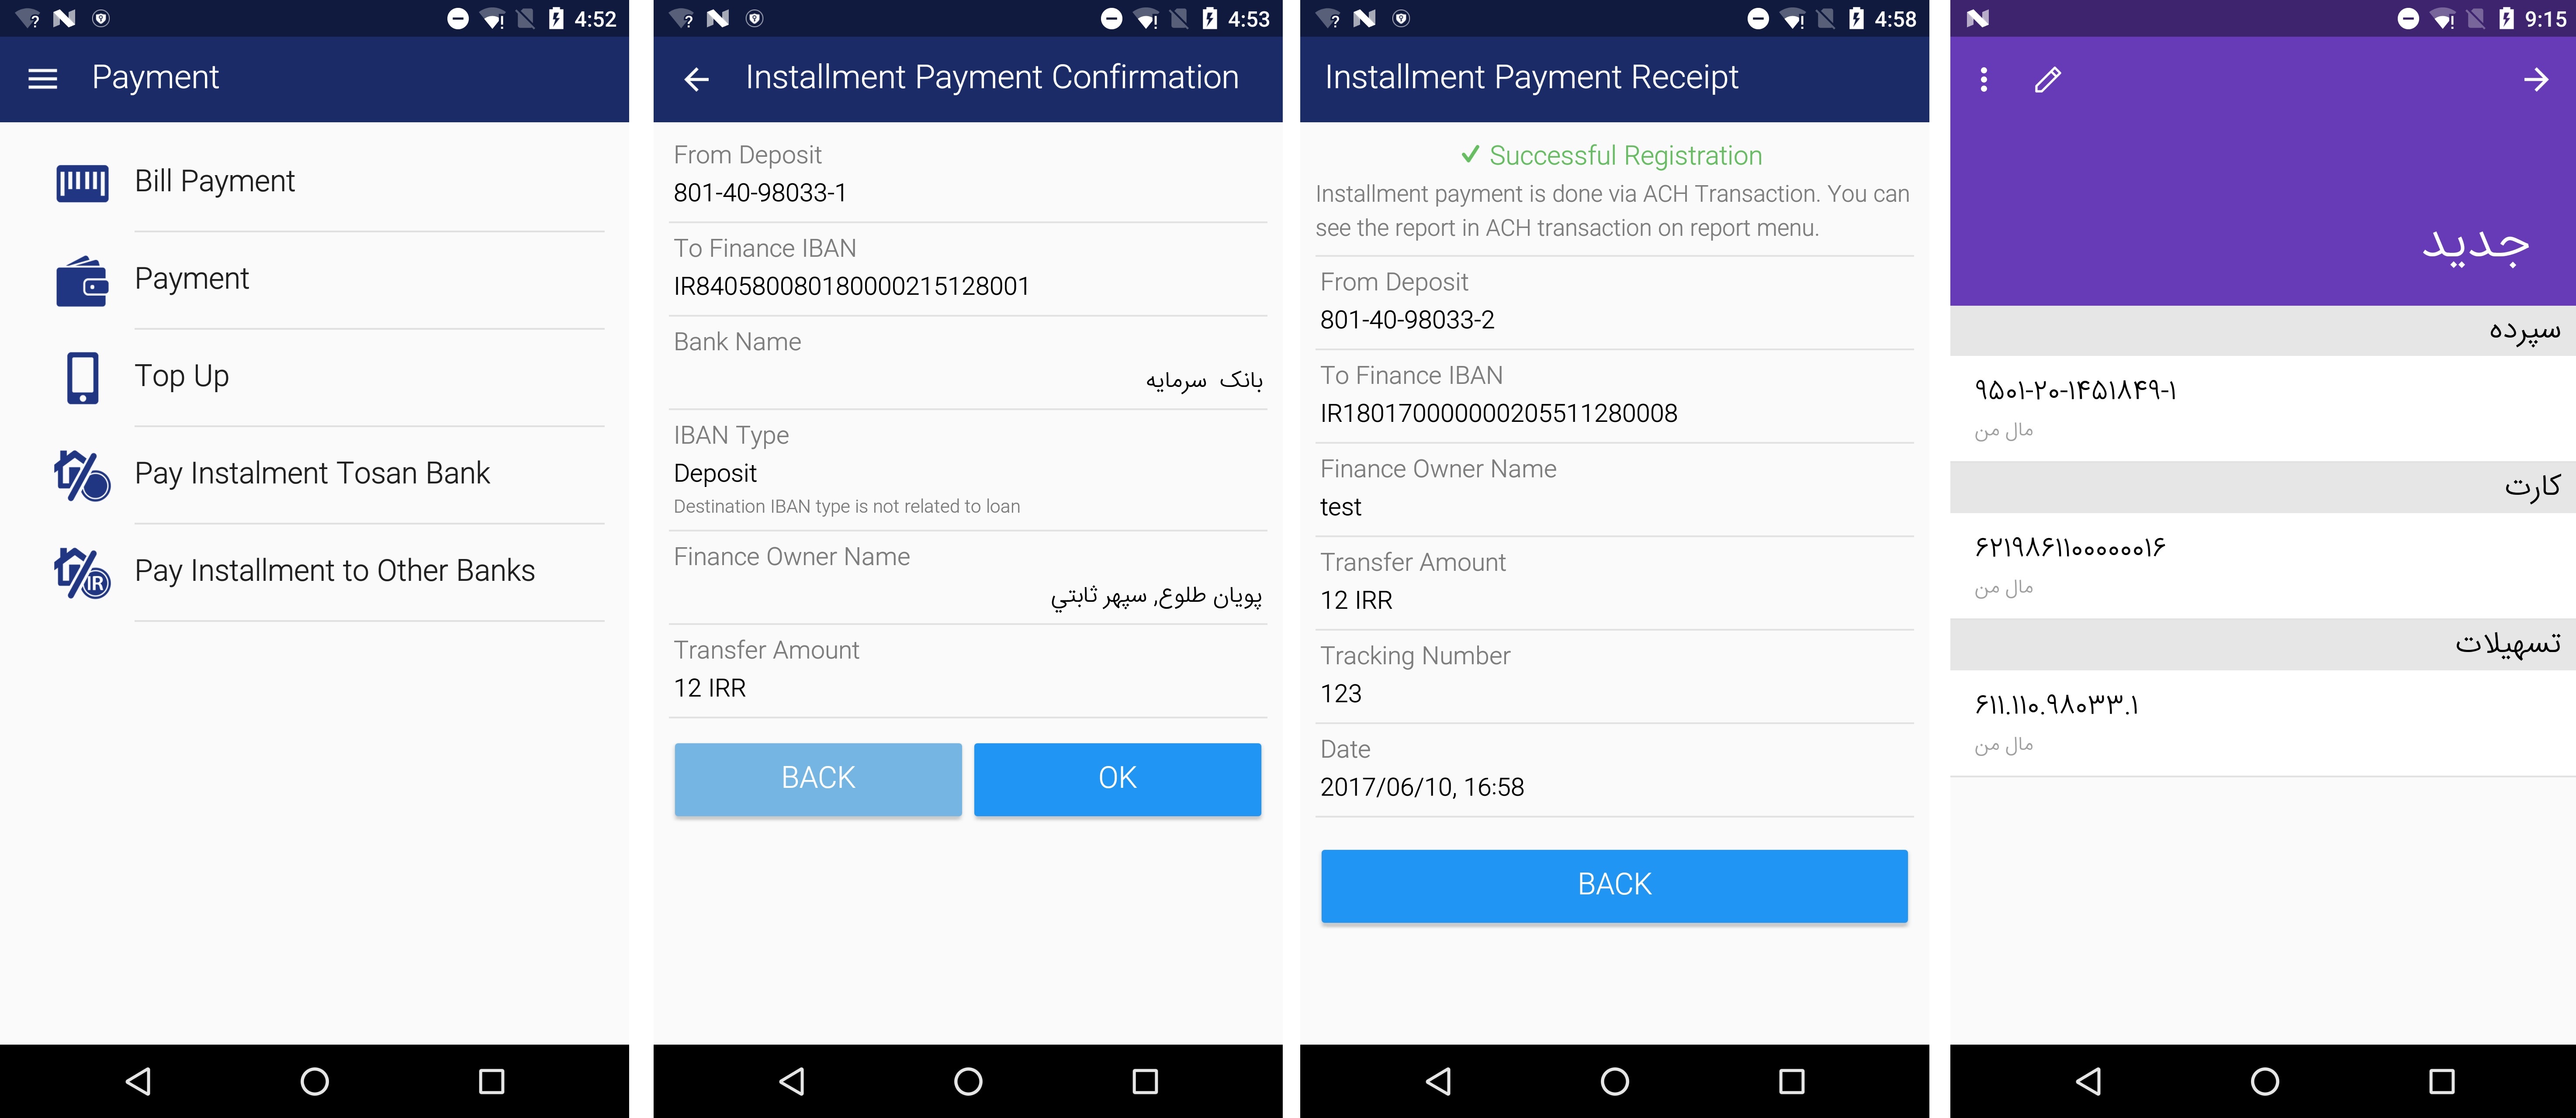 4:52
Payment
Bill Payment
Payment
Top Up
Pay Instalment Tosan Bank
Pay Installment to Other Banks
IR
4:53
Installment Payment Confirmation
From Deposit
801-40-98033-1
To Finance IBAN
IR840580080180000215128001
Bank Name
بانک سرمایه
IBAN Type
Deposit
Destination IBAN type is not related to loan
Finance Owner Name
پویان طلوع, سپهر ثابتي
Transfer Amount
12 IRR
BACK
OK
4:58
Installment Payment Receipt
✔ Successful Registration
Installment payment is done via ACH Transaction. You can
see the report in ACH transaction on report menu.
From Deposit
801-40-98033-2
To Finance IBAN
IR180170000000205511280008
Finance Owner Name
test
Transfer Amount
12 IRR
Tracking Number
123
Date
2017/06/10, 16:58
BACK
9:15
جدید
سپرده
۹۵۰۱-۲۰-۱۴۵۱۸۴۹-۱
مال من
کارت
۶۲۱۹۸۶۱۱۰۰۰۰۰۰۱۶
مال من
تسهیلات
۶۱۱.۱۱۰.۹۸۰۳۳.۱
مال من